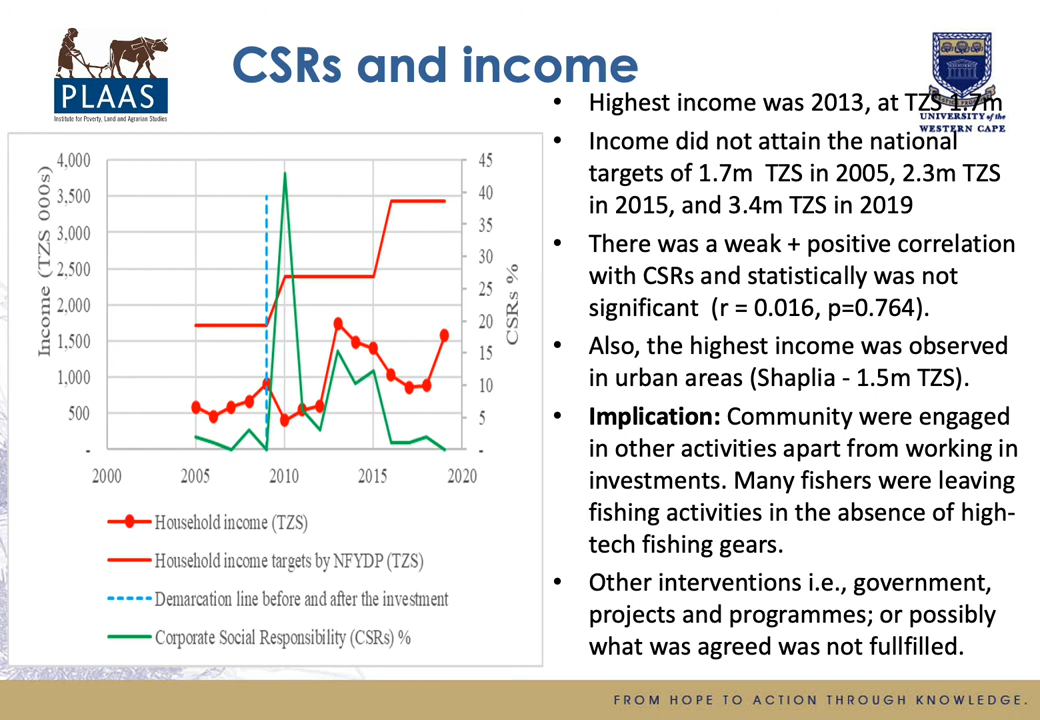 PLAAS
Institute for Poverty, Land and Agrarian Studies
CSRs and income
UNIVERSITY of the
WESTERN CAPE
• Highest income was 2013, at TZS 1.7m
• Income did not attain the national
targets of 1.7m TZS in 2005, 2.3m TZS
in 2015, and 3.4m TZS in 2019
• There was a weak + positive correlation
with CSRs and statistically was not
significant (r = 0.016, p=0.764).
• Also, the highest income was observed
in urban areas (Shaplia - 1.5m TZS).
• Implication: Community were engaged
in other activities apart from working in
investments. Many fishers were leaving
fishing activities in the absence of high-
tech fishing gears.
• Other interventions i.e., government,
projects and programmes; or possibly
what was agreed was not fullfilled.
Income (TZS 000s)
4,000
3,500
3,000
2,500
2,000
1,500
1,000
500
-
45
40
35
30
25
20
15
10
5
-
CSRs %
2000 2005 2010 2015 2020
Household income (TZS)
Household income targets by NFYDP (TZS)
Demarcation line before and after the investment
Corporate Social Responsibility (CSRs) %
FROM HOPE TO ACTION THROUGH KNOWLEDGE.